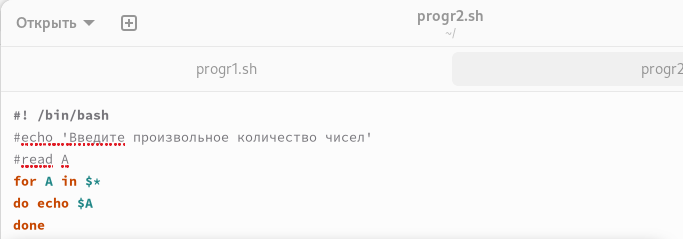 Открыть
progr2.sh
~/
progr1.sh
progr2
#! /bin/bash
#echo 'Введите произвольное количество чисел'
#read A
for A in $*
do echo $A
done